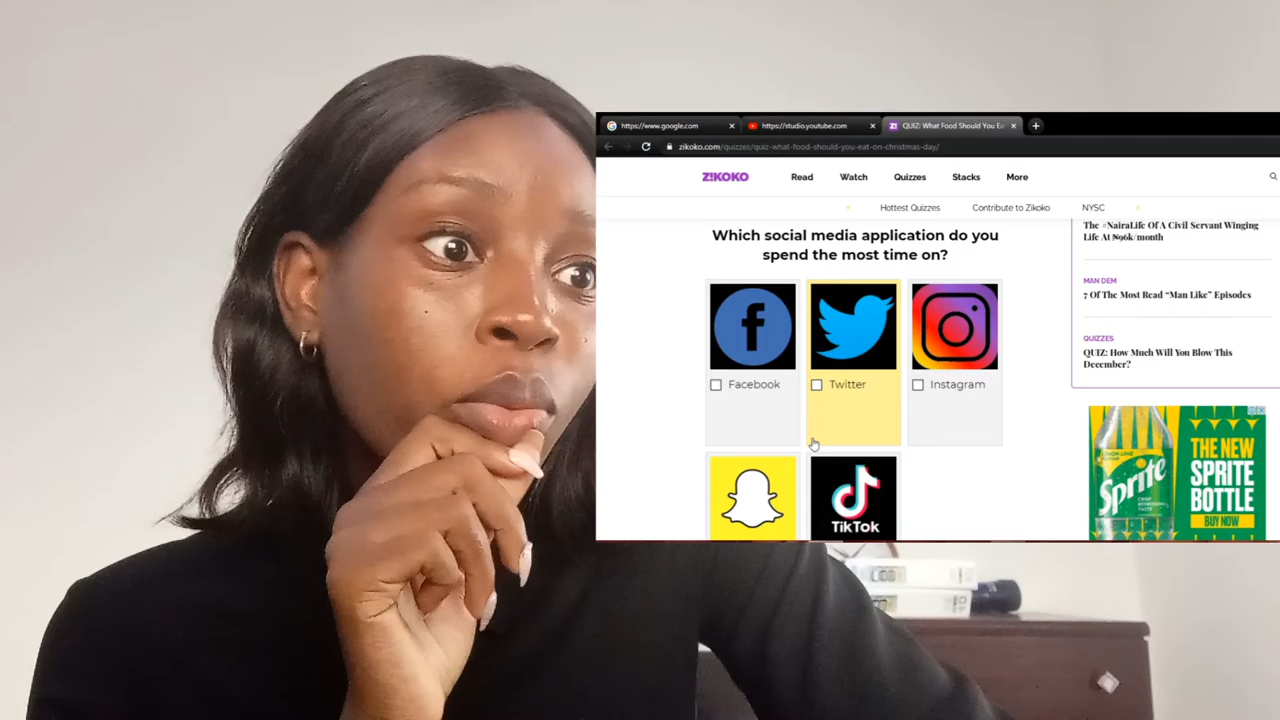 https://www.google.com
https://studio.youtube.com
QUIZ: What Food Should You Ea
zikoko.com/quizzes/quiz-what-food-should-you-eat-on-christmas-day/
Z!KOKO
Read
Watch
Quizzes
Stacks
More
Hottest Quizzes
Contribute to Zikoko
NYSC
Which social media application do you
spend the most time on?
Facebook
Twitter
Instagram
TikTok
The #NairaLife Of A Civil Servant Winging
Life At ₦96k/month
MAN DEM
7 Of The Most Read “Man Like” Episodes
QUIZZES
QUIZ: How Much Will You Blow This
December?
Sprite
THE NEW
SPRITE
BOTTLE
BUY NOW